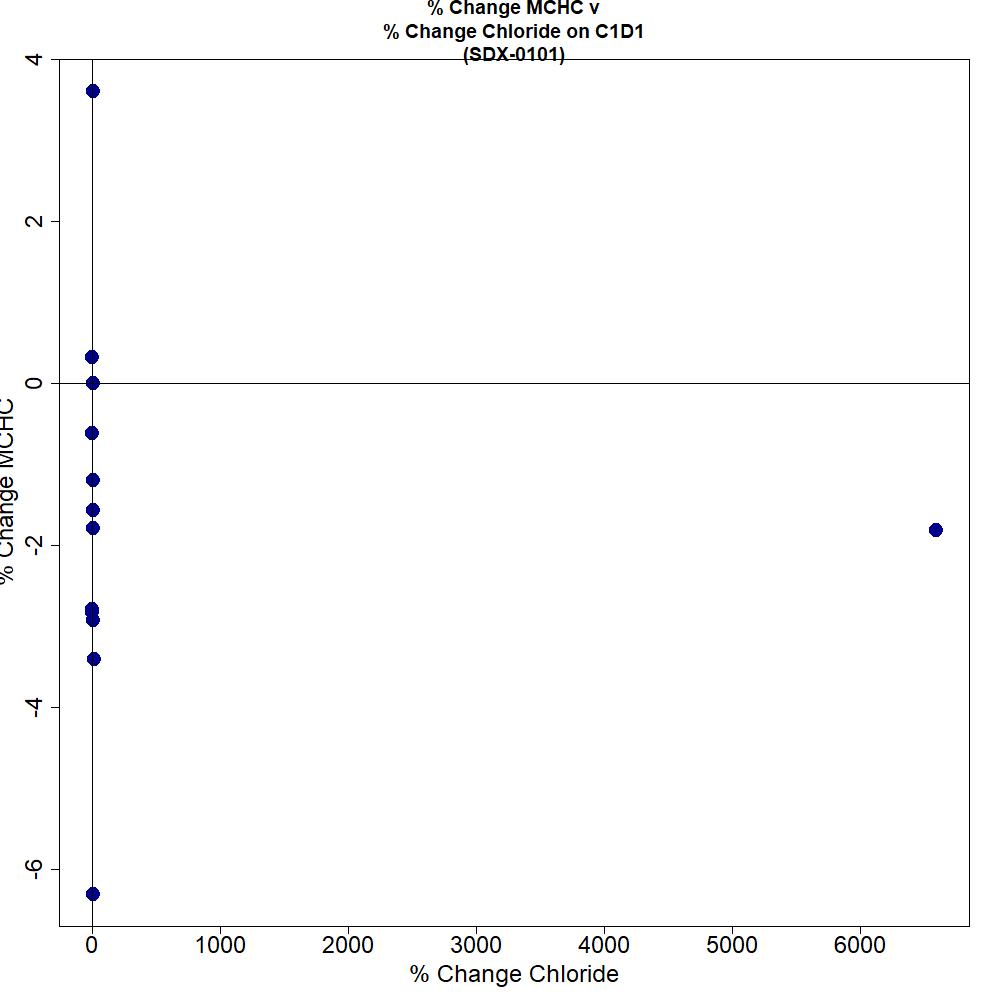 % Change MCHC v
% Change Chloride on C1D1
(SDX-0101)
4
2
0
-2
-4
-6
% Change MCHC
0 1000 2000 3000 4000 5000 6000
% Change Chloride